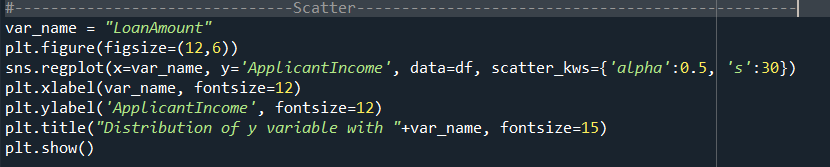 #-------------------------------Scatter-------------------------------------------------
var_name = "LoanAmount"
plt.figure(figsize=(12,6))
sns.regplot(x=var_name, y='ApplicantIncome', data=df, scatter_kws={'alpha':0.5, 's':30})
plt.xlabel(var_name, fontsize=12)
plt.ylabel('ApplicantIncome', fontsize=12)
plt.title("Distribution of y variable with "+var_name, fontsize=15)
plt.show()